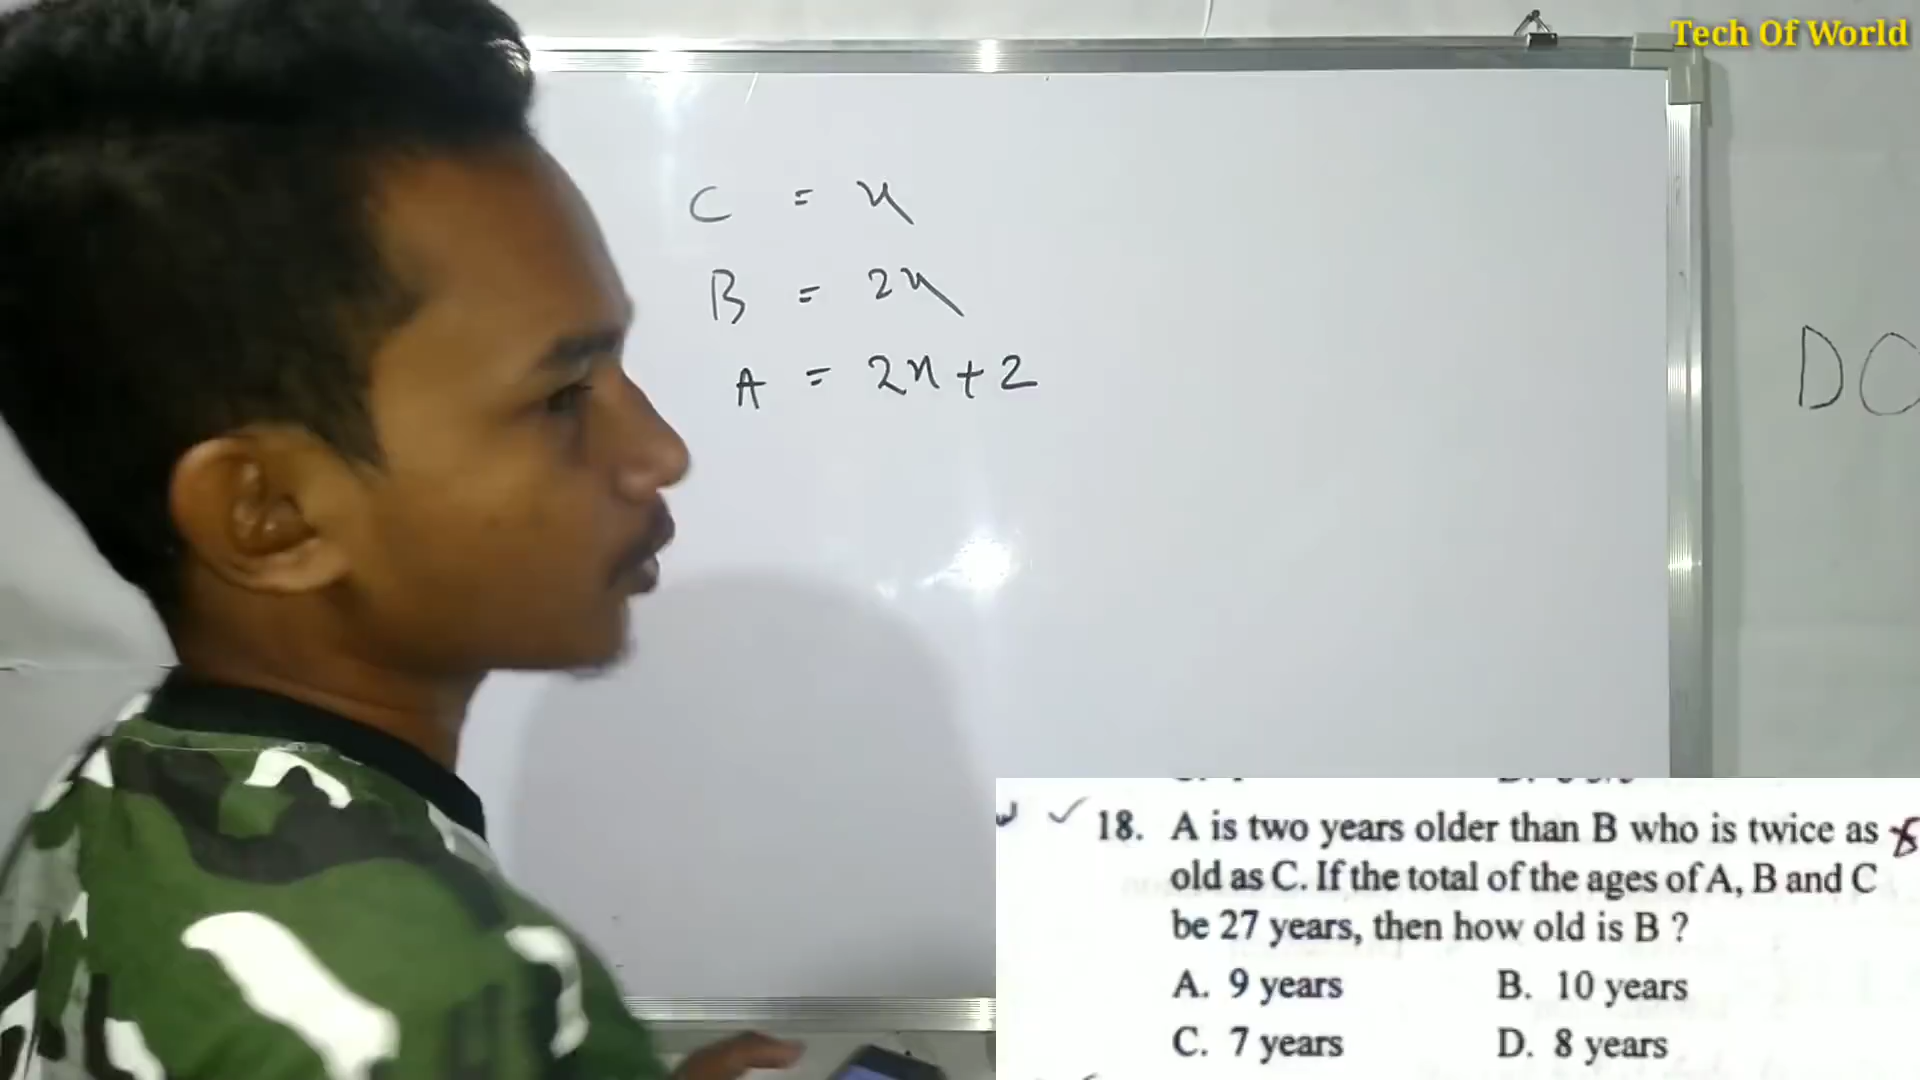 Tech Of World
C = x
B = 2x
A = 2x + 2
DO
18. A is two years older than B who is twice as
old as C. If the total of the ages of A, B and C
be 27 years, then how old is B ?
A. 9 years B. 10 years
C. 7 years D. 8 years